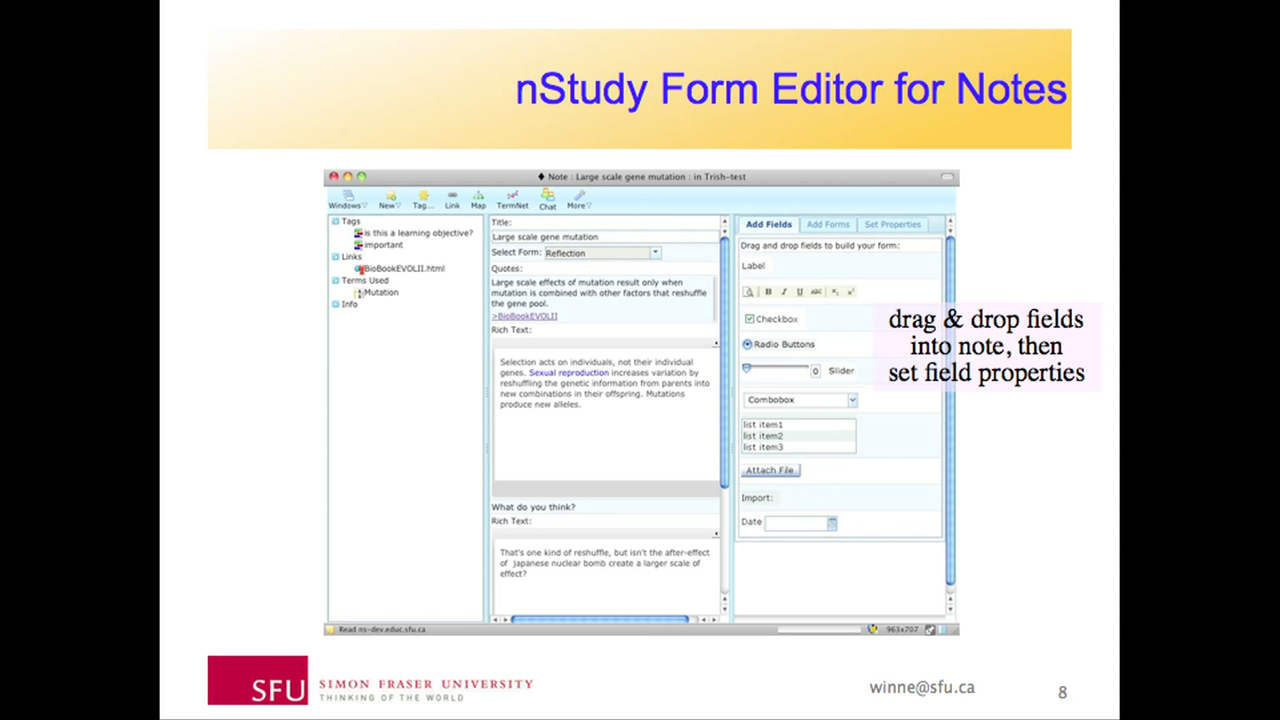 nStudy Form Editor for Notes
Note : Large scale gene mutation : in Trish-test
Windows New Tag... Link Map TermNet Chat More
Tags
is this a learning objective?
important
Links
BioBookEVOLII.html
Terms Used
Mutation
Info
Title:
Large scale gene mutation
Select Form: Reflection
Quotes:
Large scale effects of mutation result only when
mutation is combined with other factors that reshuffle
the gene pool.
>BioBookEVOLII
Rich Text:
Selection acts on individuals, not their individual
genes. Sexual reproduction increases variation by
reshuffling the genetic information from parents into
new combinations in their offspring. Mutations
produce new alleles.
What do you think?
Rich Text:
That's one kind of reshuffle, but isn't the after-effect
of japanese nuclear bomb create a larger scale of
effect?
Add Fields Add Forms Set Properties
Drag and drop fields to build your form:
Label
B I U ABC x₂ x²
Checkbox
Radio Buttons
0 Slider
Combobox
list item1
list item2
list item3
Attach File
Import:
Date
drag & drop fields
into note, then
set field properties
Read ns-dev.educ.sfu.ca
963x707
SFU SIMON FRASER UNIVERSITY
THINKING OF THE WORLD
winne@sfu.ca
8